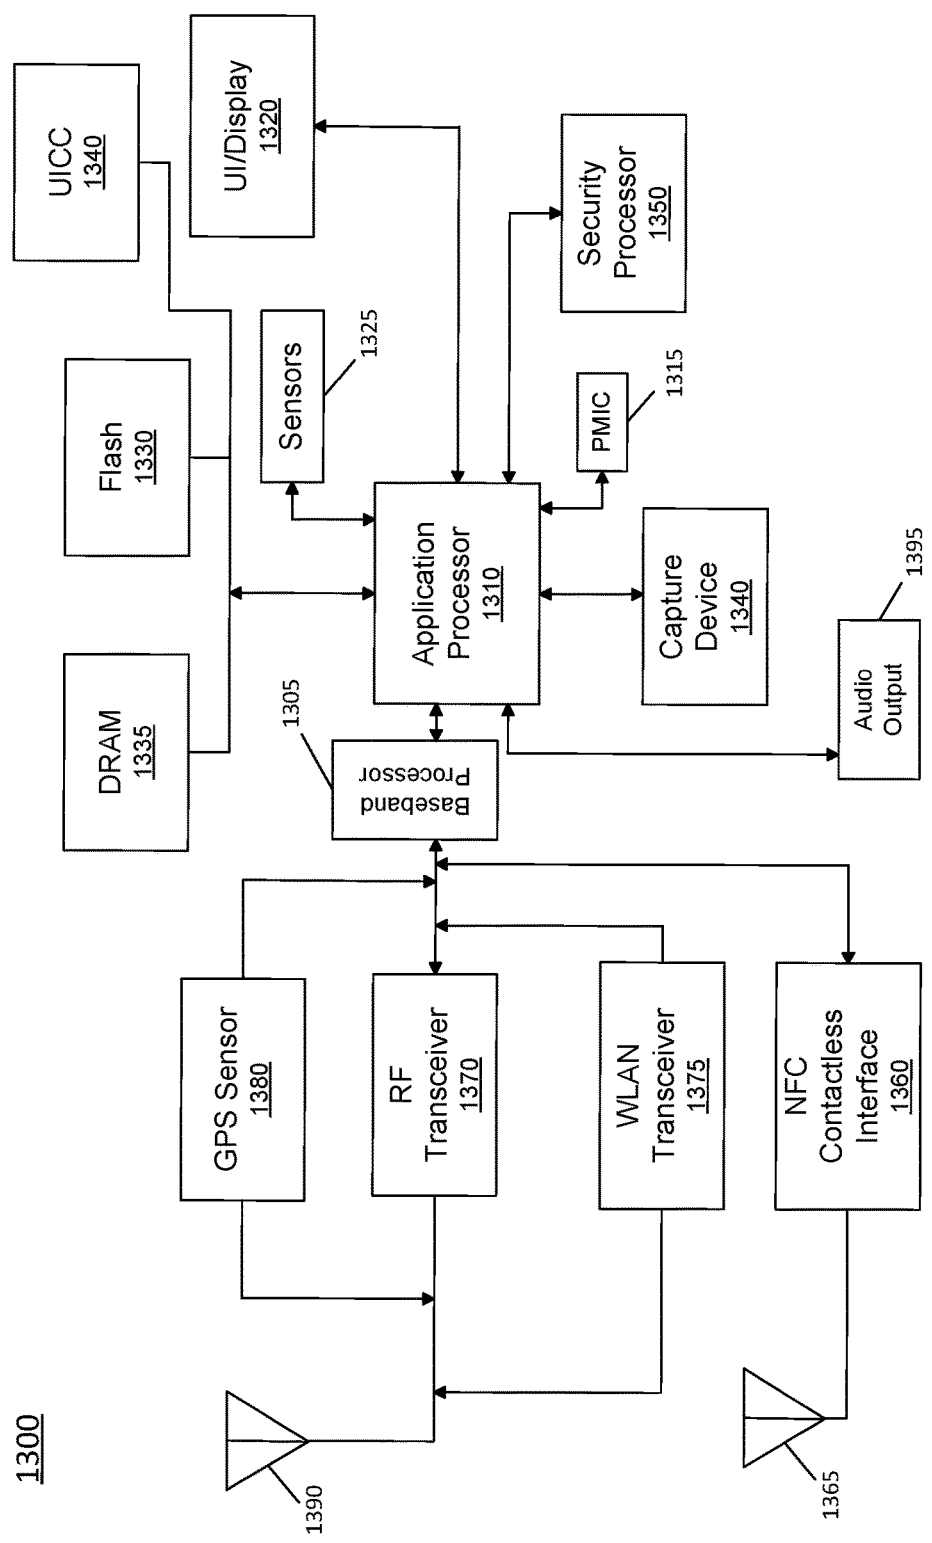 1300
UICC
1340
UI/Display
1320
Flash
1330
Sensors
1325
Security
Processor
1350
PMIC
1315
DRAM
1335
Application
Processor
1310
Capture
Device
1340
Audio
Output
1395
Baseband
Processor
1305
GPS Sensor
1380
RF
Transceiver
1370
WLAN
Transceiver
1375
NFC
Contactless
Interface
1360
1390
1365